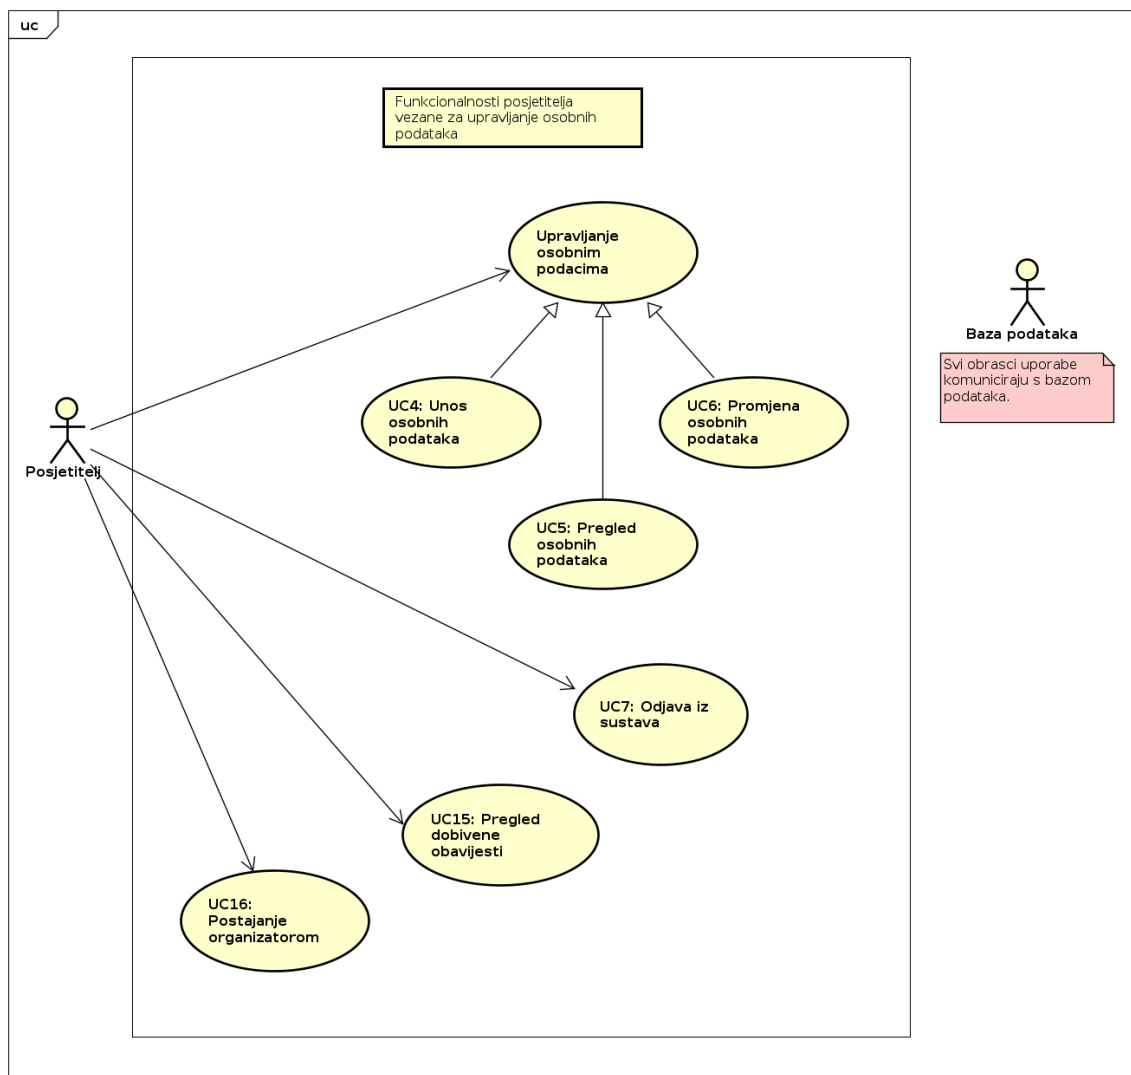 uc
Funkcionalnosti posjetitelja
vezane za upravljanje osobnih
podataka
Upravljanje
osobnim
podacima
Baza podataka
Svi obrasci uporabe
komuniciraju s bazom
podataka.
UC4: Unos
osobnih
podataka
UC6: Promjena
osobnih
podataka
Posjetitelj
UC5: Pregled
osobnih
podataka
UC7: Odjava iz
sustava
UC15: Pregled
dobivene
obavijesti
UC16:
Postajanje
organizatorom